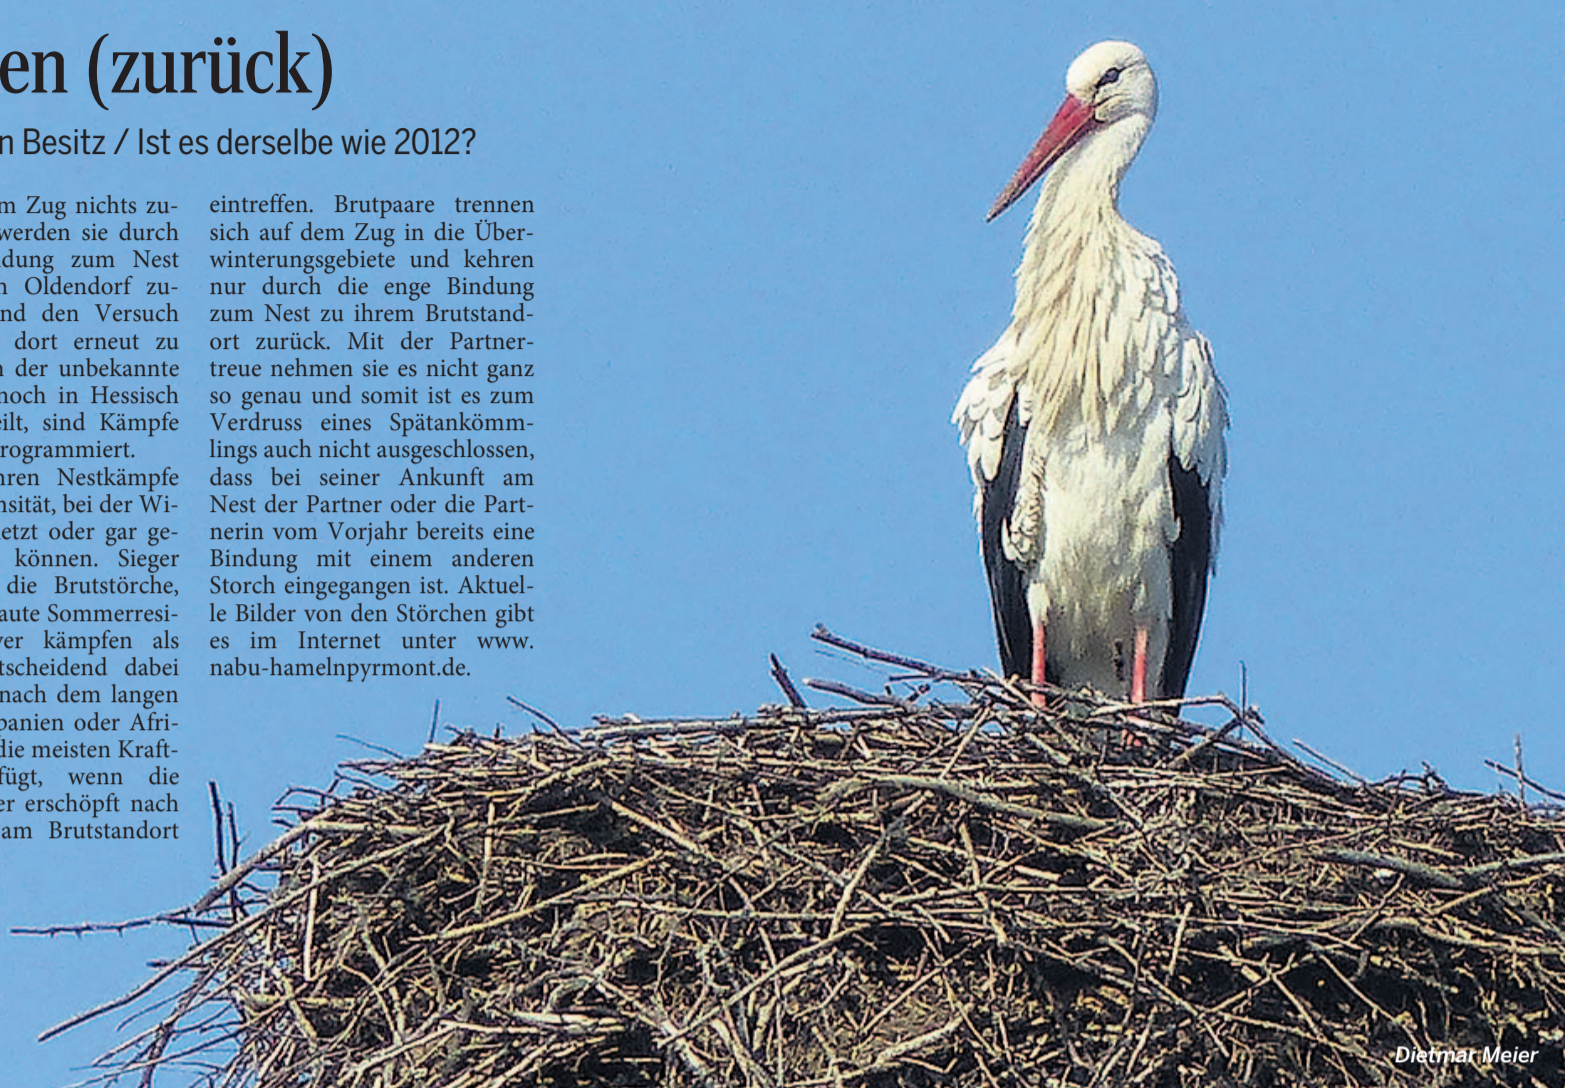 en (zurück)
n Besitz / Ist es derselbe wie 2012?
m Zug nichts zu-
werden sie durch
dung zum Nest
n Oldendorf zu-
nd den Versuch
dort erneut zu
n der unbekannte
noch in Hessisch
eilt, sind Kämpfe
rogrammiert.
hren Nestkämpfe
nsität, bei der Wi-
etzt oder gar ge-
können. Sieger
die Brutstörche,
aute Sommerresi-
ver kämpfen als
tscheidend dabei
nach dem langen
panien oder Afri-
die meisten Kraft-
fügt, wenn die
er erschöpft nach
am Brutstandort
eintreffen. Brutpaare trennen
sich auf dem Zug in die Über-
winterungsgebiete und kehren
nur durch die enge Bindung
zum Nest zu ihrem Brutstand-
ort zurück. Mit der Partner-
treue nehmen sie es nicht ganz
so genau und somit ist es zum
Verdruss eines Spätankömm-
lings auch nicht ausgeschlossen,
dass bei seiner Ankunft am
Nest der Partner oder die Part-
nerin vom Vorjahr bereits eine
Bindung mit einem anderen
Storch eingegangen ist. Aktuel-
le Bilder von den Störchen gibt
es im Internet unter www.
nabu-hamelnpyrmont.de.
Dietmar Meier